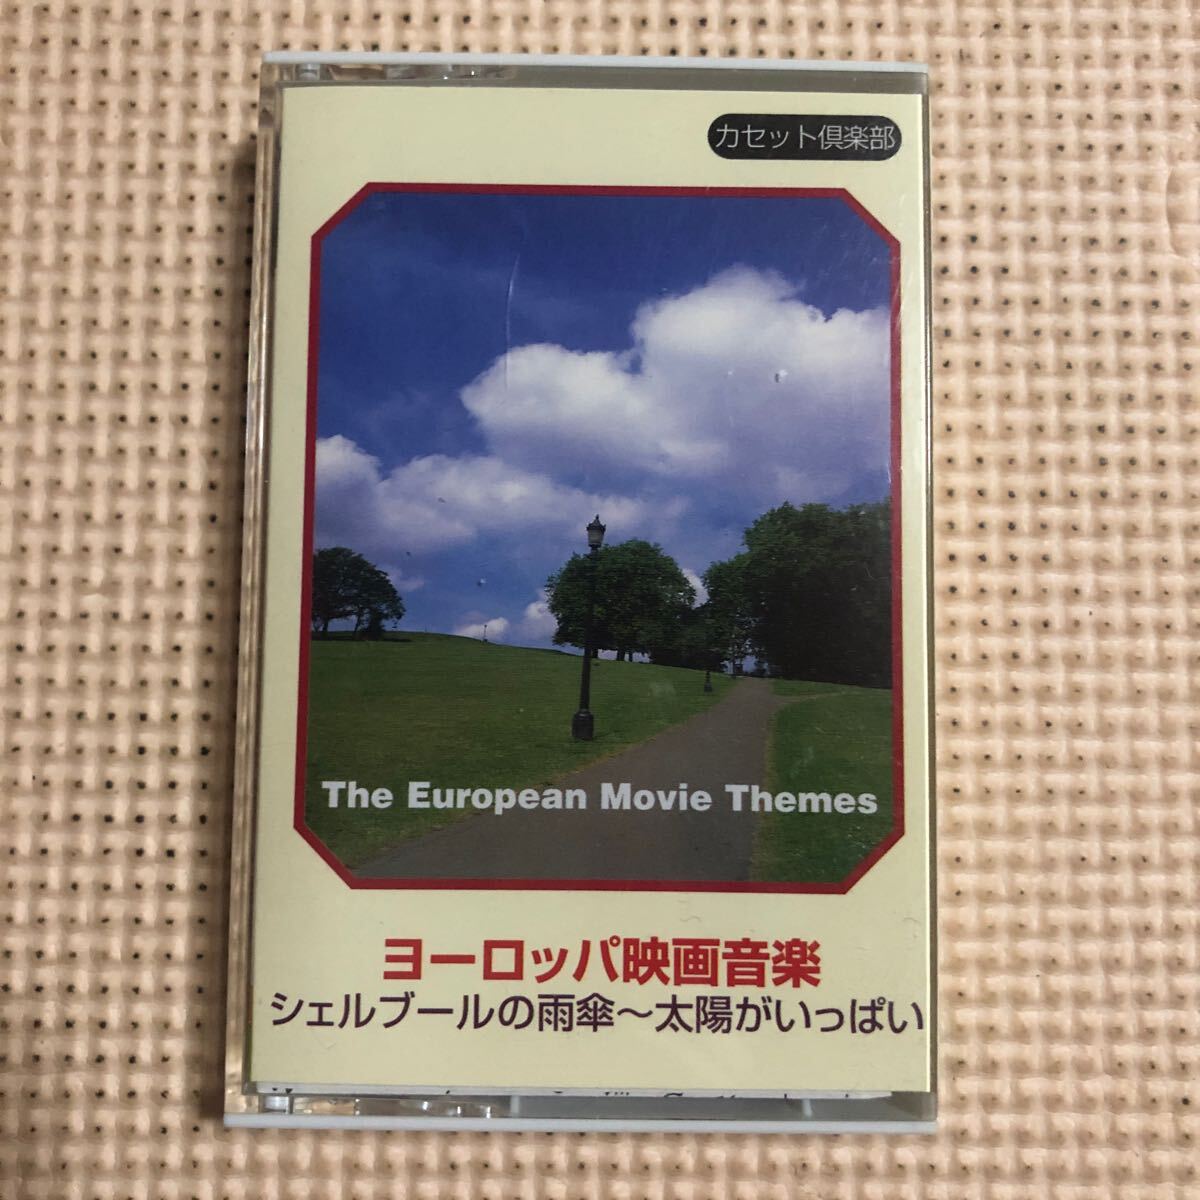 カセット倶楽部
The European Movie Themes
ヨーロッパ映画音楽
シェルブールの雨傘～太陽がいっぱい